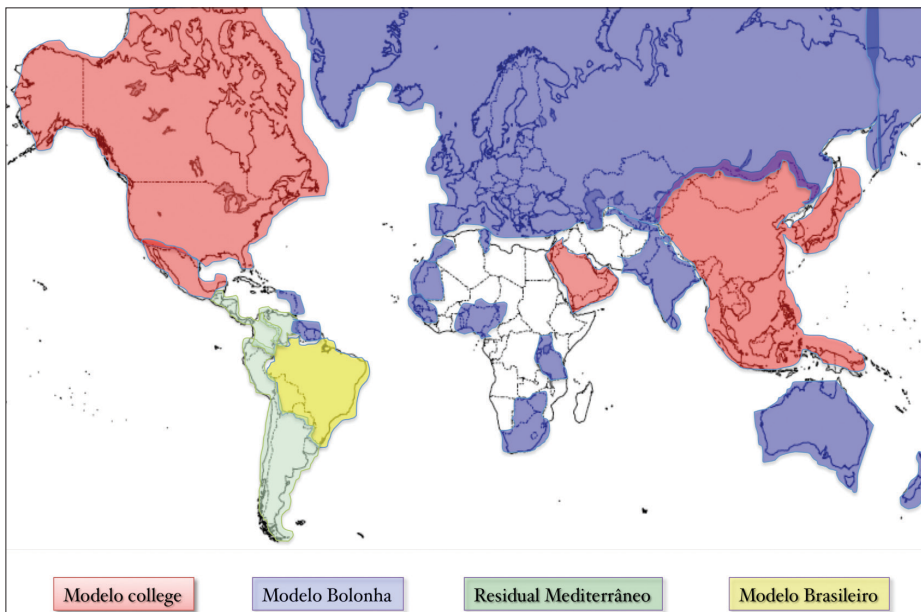 Modelo college
Modelo Bolonha
Residual Mediterrâneo
Modelo Brasileiro